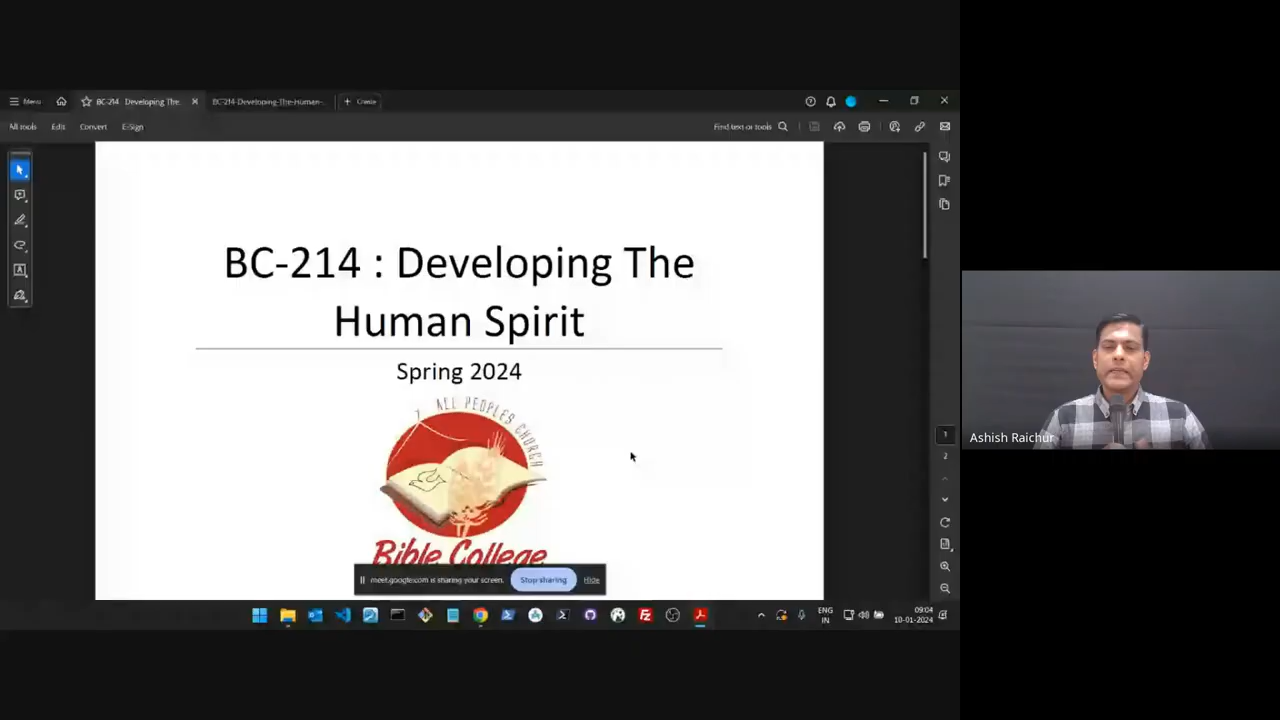 Menu
BC-214 Developing The
BC-214-Developing-The-Human-
Create
All tools
Edit
Convert
E-Sign
Find text or tools
BC-214 : Developing The
Human Spirit
Spring 2024
ALL PEOPLES CHURCH
Bible College
1
2
meet.google.com is sharing your screen.
Stop sharing
Hide
ENG
IN
09:04
10-01-2024
Ashish Raichur